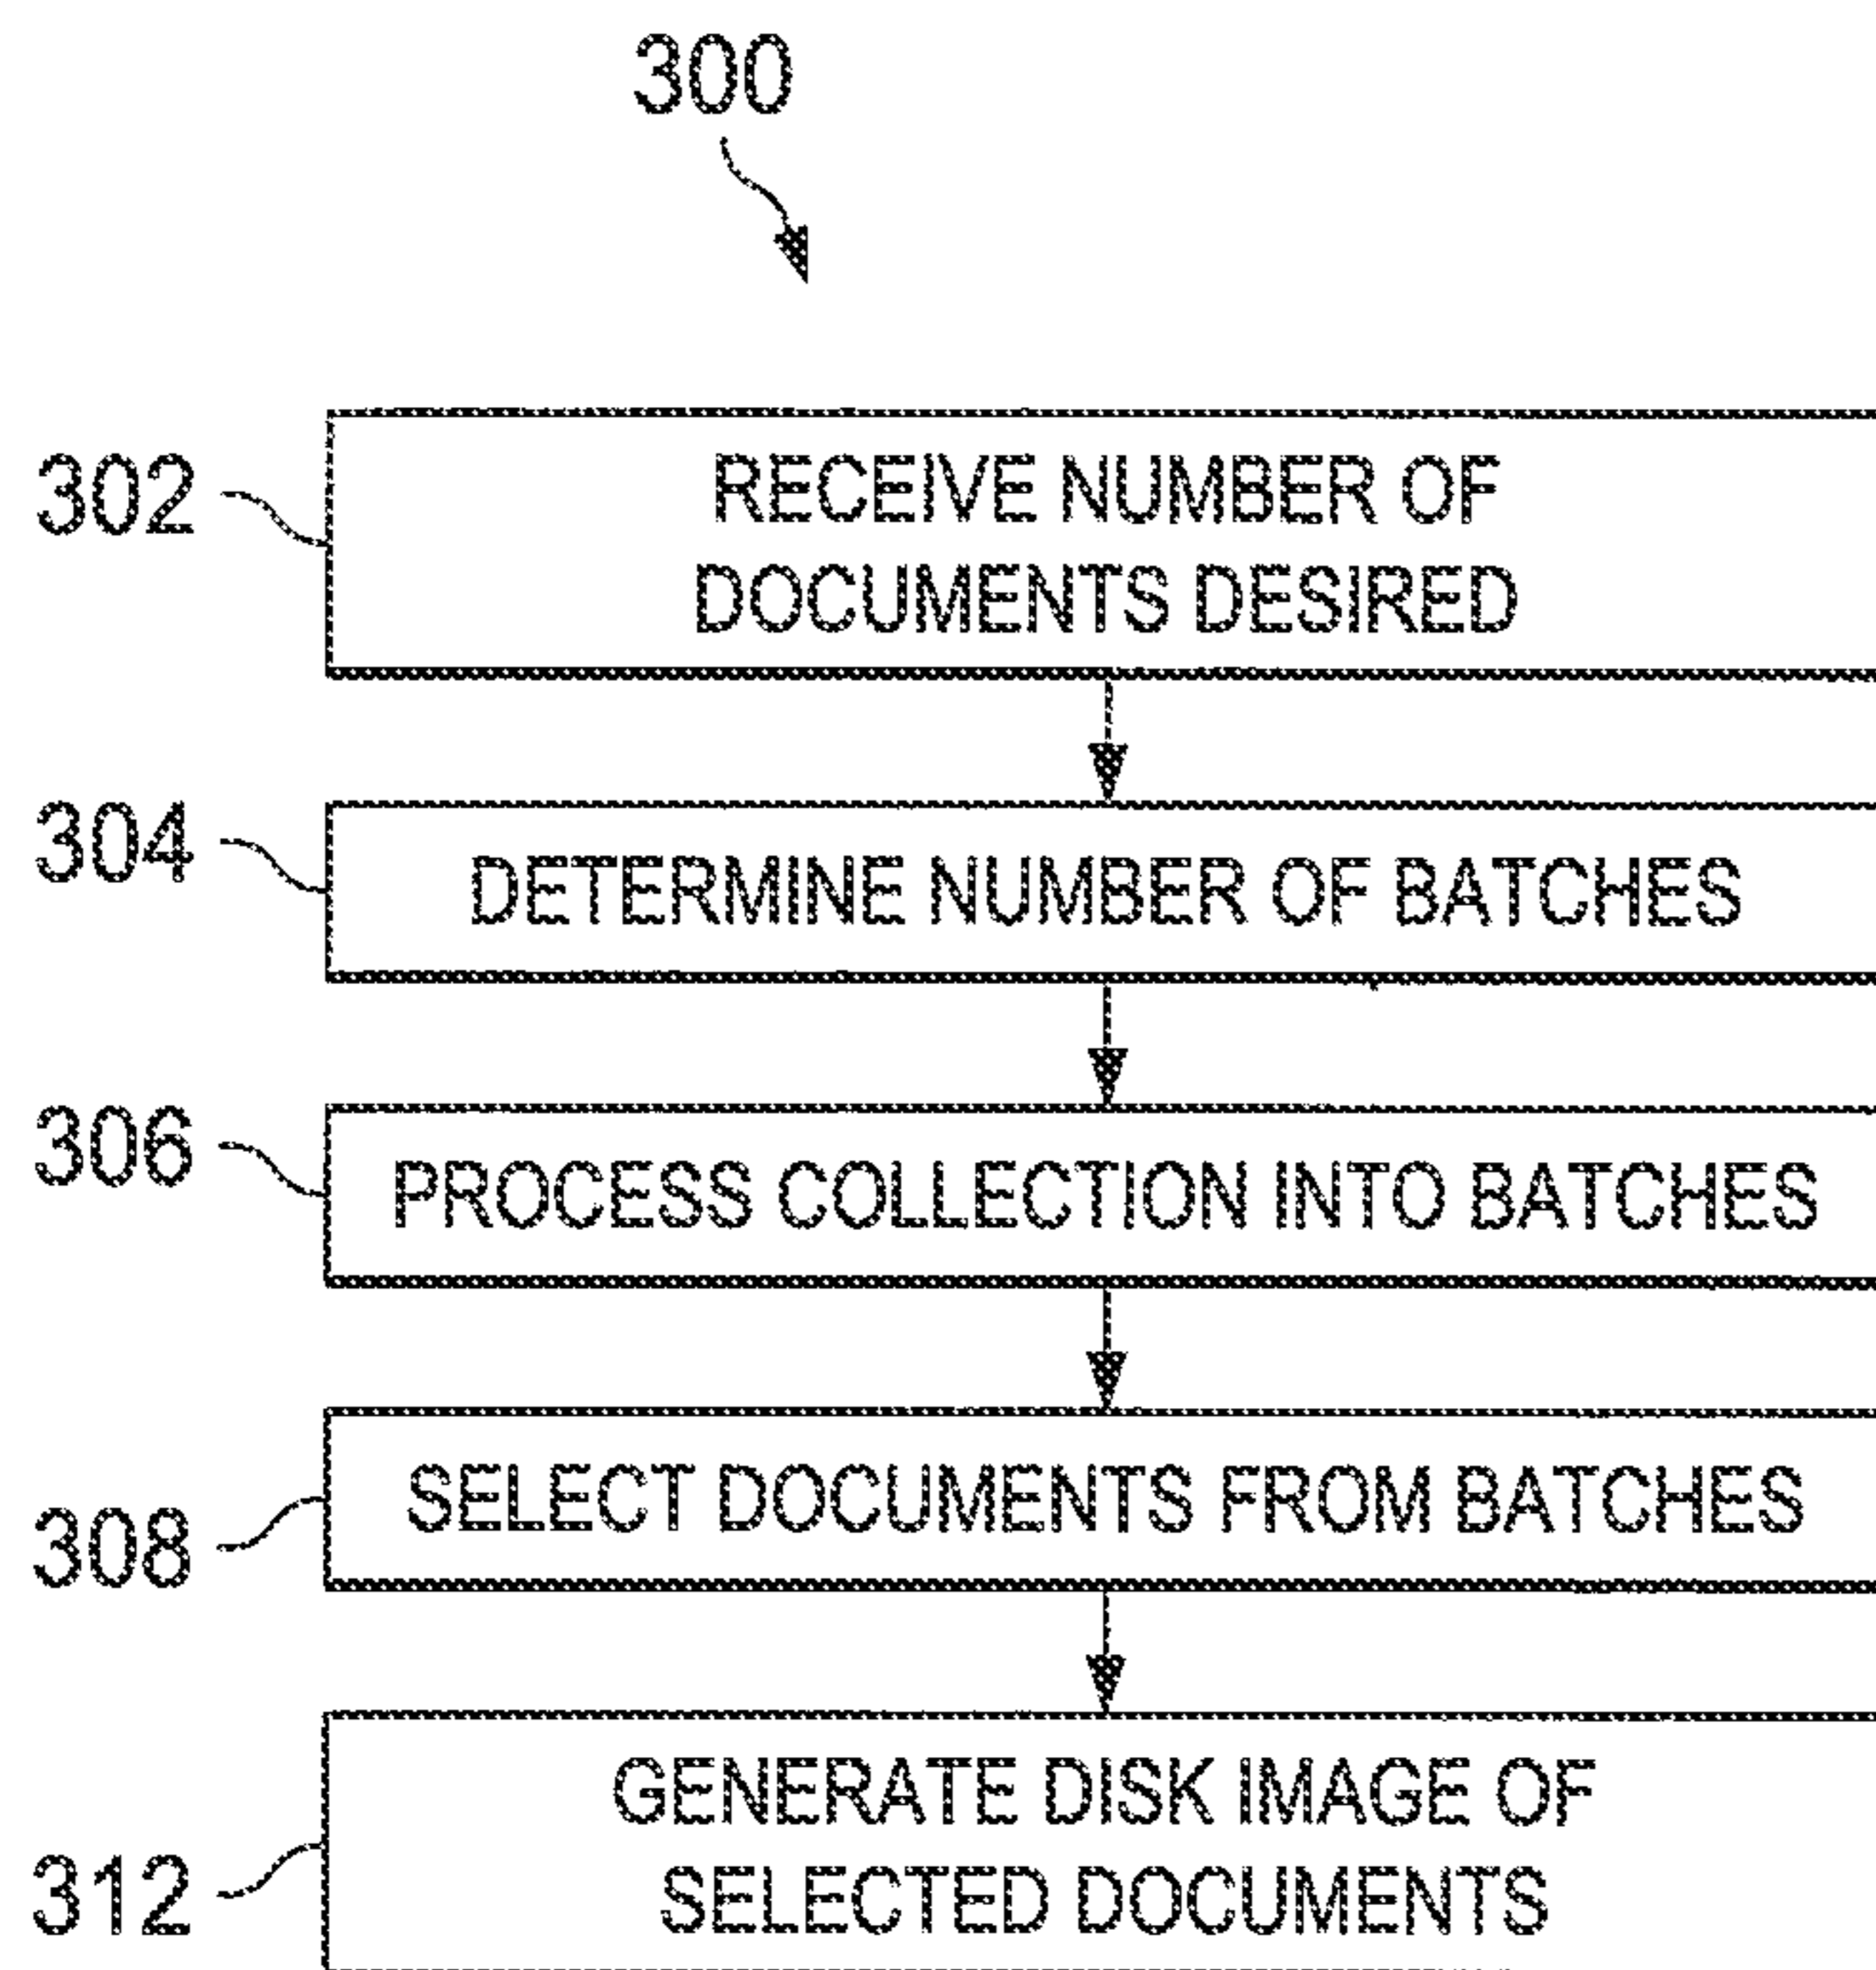 300
302
RECEIVE NUMBER OF
DOCUMENTS DESIRED
304
DETERMINE NUMBER OF BATCHES
306
PROCESS COLLECTION INTO BATCHES
308
SELECT DOCUMENTS FROM BATCHES
312
GENERATE DISK IMAGE OF
SELECTED DOCUMENTS